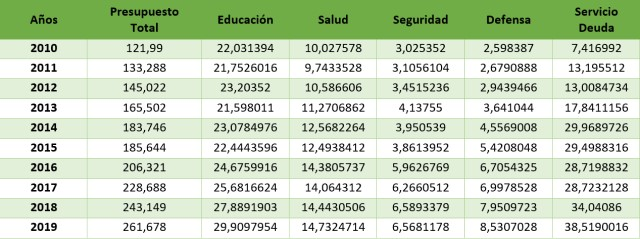 Años Presupuesto Total Educación Salud Seguridad Defensa Servicio Deuda
2010 121,99 22,031394 10,027578 3,025352 2,598387 7,416992
2011 133,288 21,7526016 9,7433528 3,1056104 2,6790888 13,195512
2012 145,022 23,20352 10,586606 3,4515236 2,9439466 13,0084734
2013 165,502 21,598011 11,2706862 4,13755 3,641044 17,8411156
2014 183,746 23,0784976 12,5682264 3,950539 4,5569008 29,9689726
2015 185,644 22,4443596 12,4938412 3,8613952 5,4208048 29,4988316
2016 206,321 24,6759916 14,3805737 5,9626769 6,7054325 28,7198832
2017 228,688 25,6816624 14,064312 6,2660512 6,9978528 28,7232128
2018 243,149 27,8891903 14,4430506 6,5893379 7,9509723 34,04086
2019 261,678 29,9097954 14,7324714 6,5681178 8,5307028 38,5190016